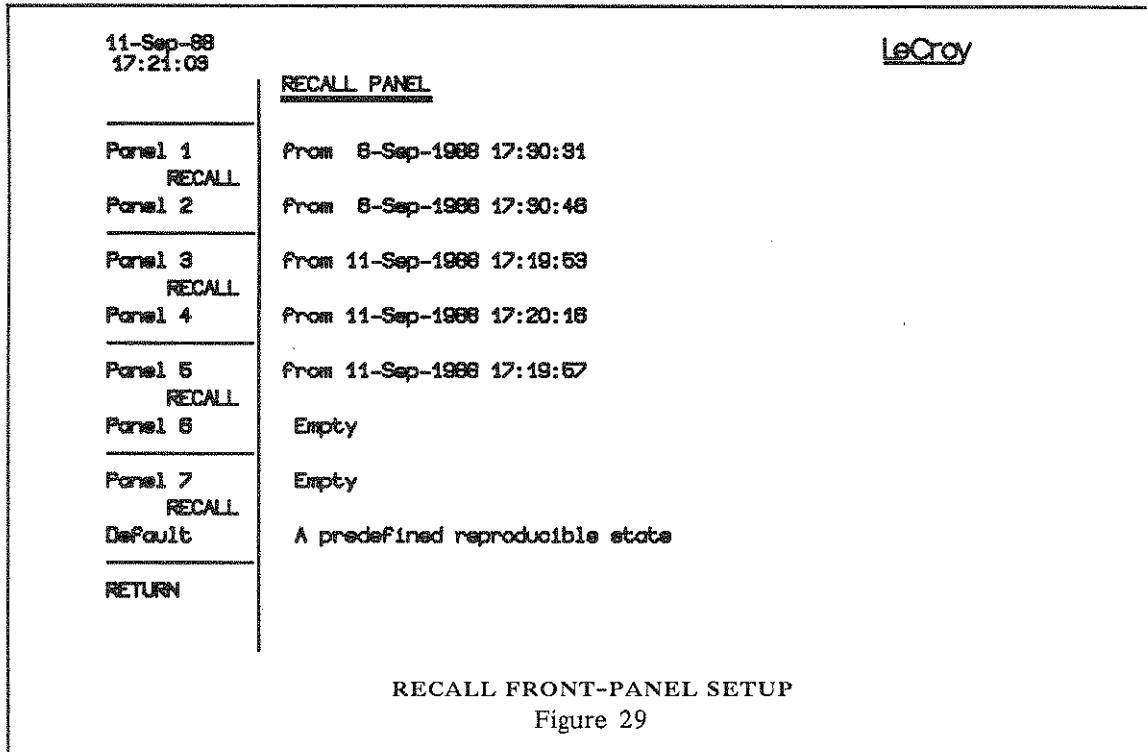 11-Sep-88
17:21:09
LeCroy
RECALL PANEL
Panel 1 from 6-Sep-1988 17:30:31
RECALL
Panel 2 from 6-Sep-1988 17:30:46
Panel 3 from 11-Sep-1988 17:19:53
RECALL
Panel 4 from 11-Sep-1988 17:20:16
Panel 5 from 11-Sep-1988 17:19:57
RECALL
Panel 6 Empty
Panel 7 Empty
RECALL
Default A predefined reproducible state
RETURN
RECALL FRONT-PANEL SETUP
Figure 29